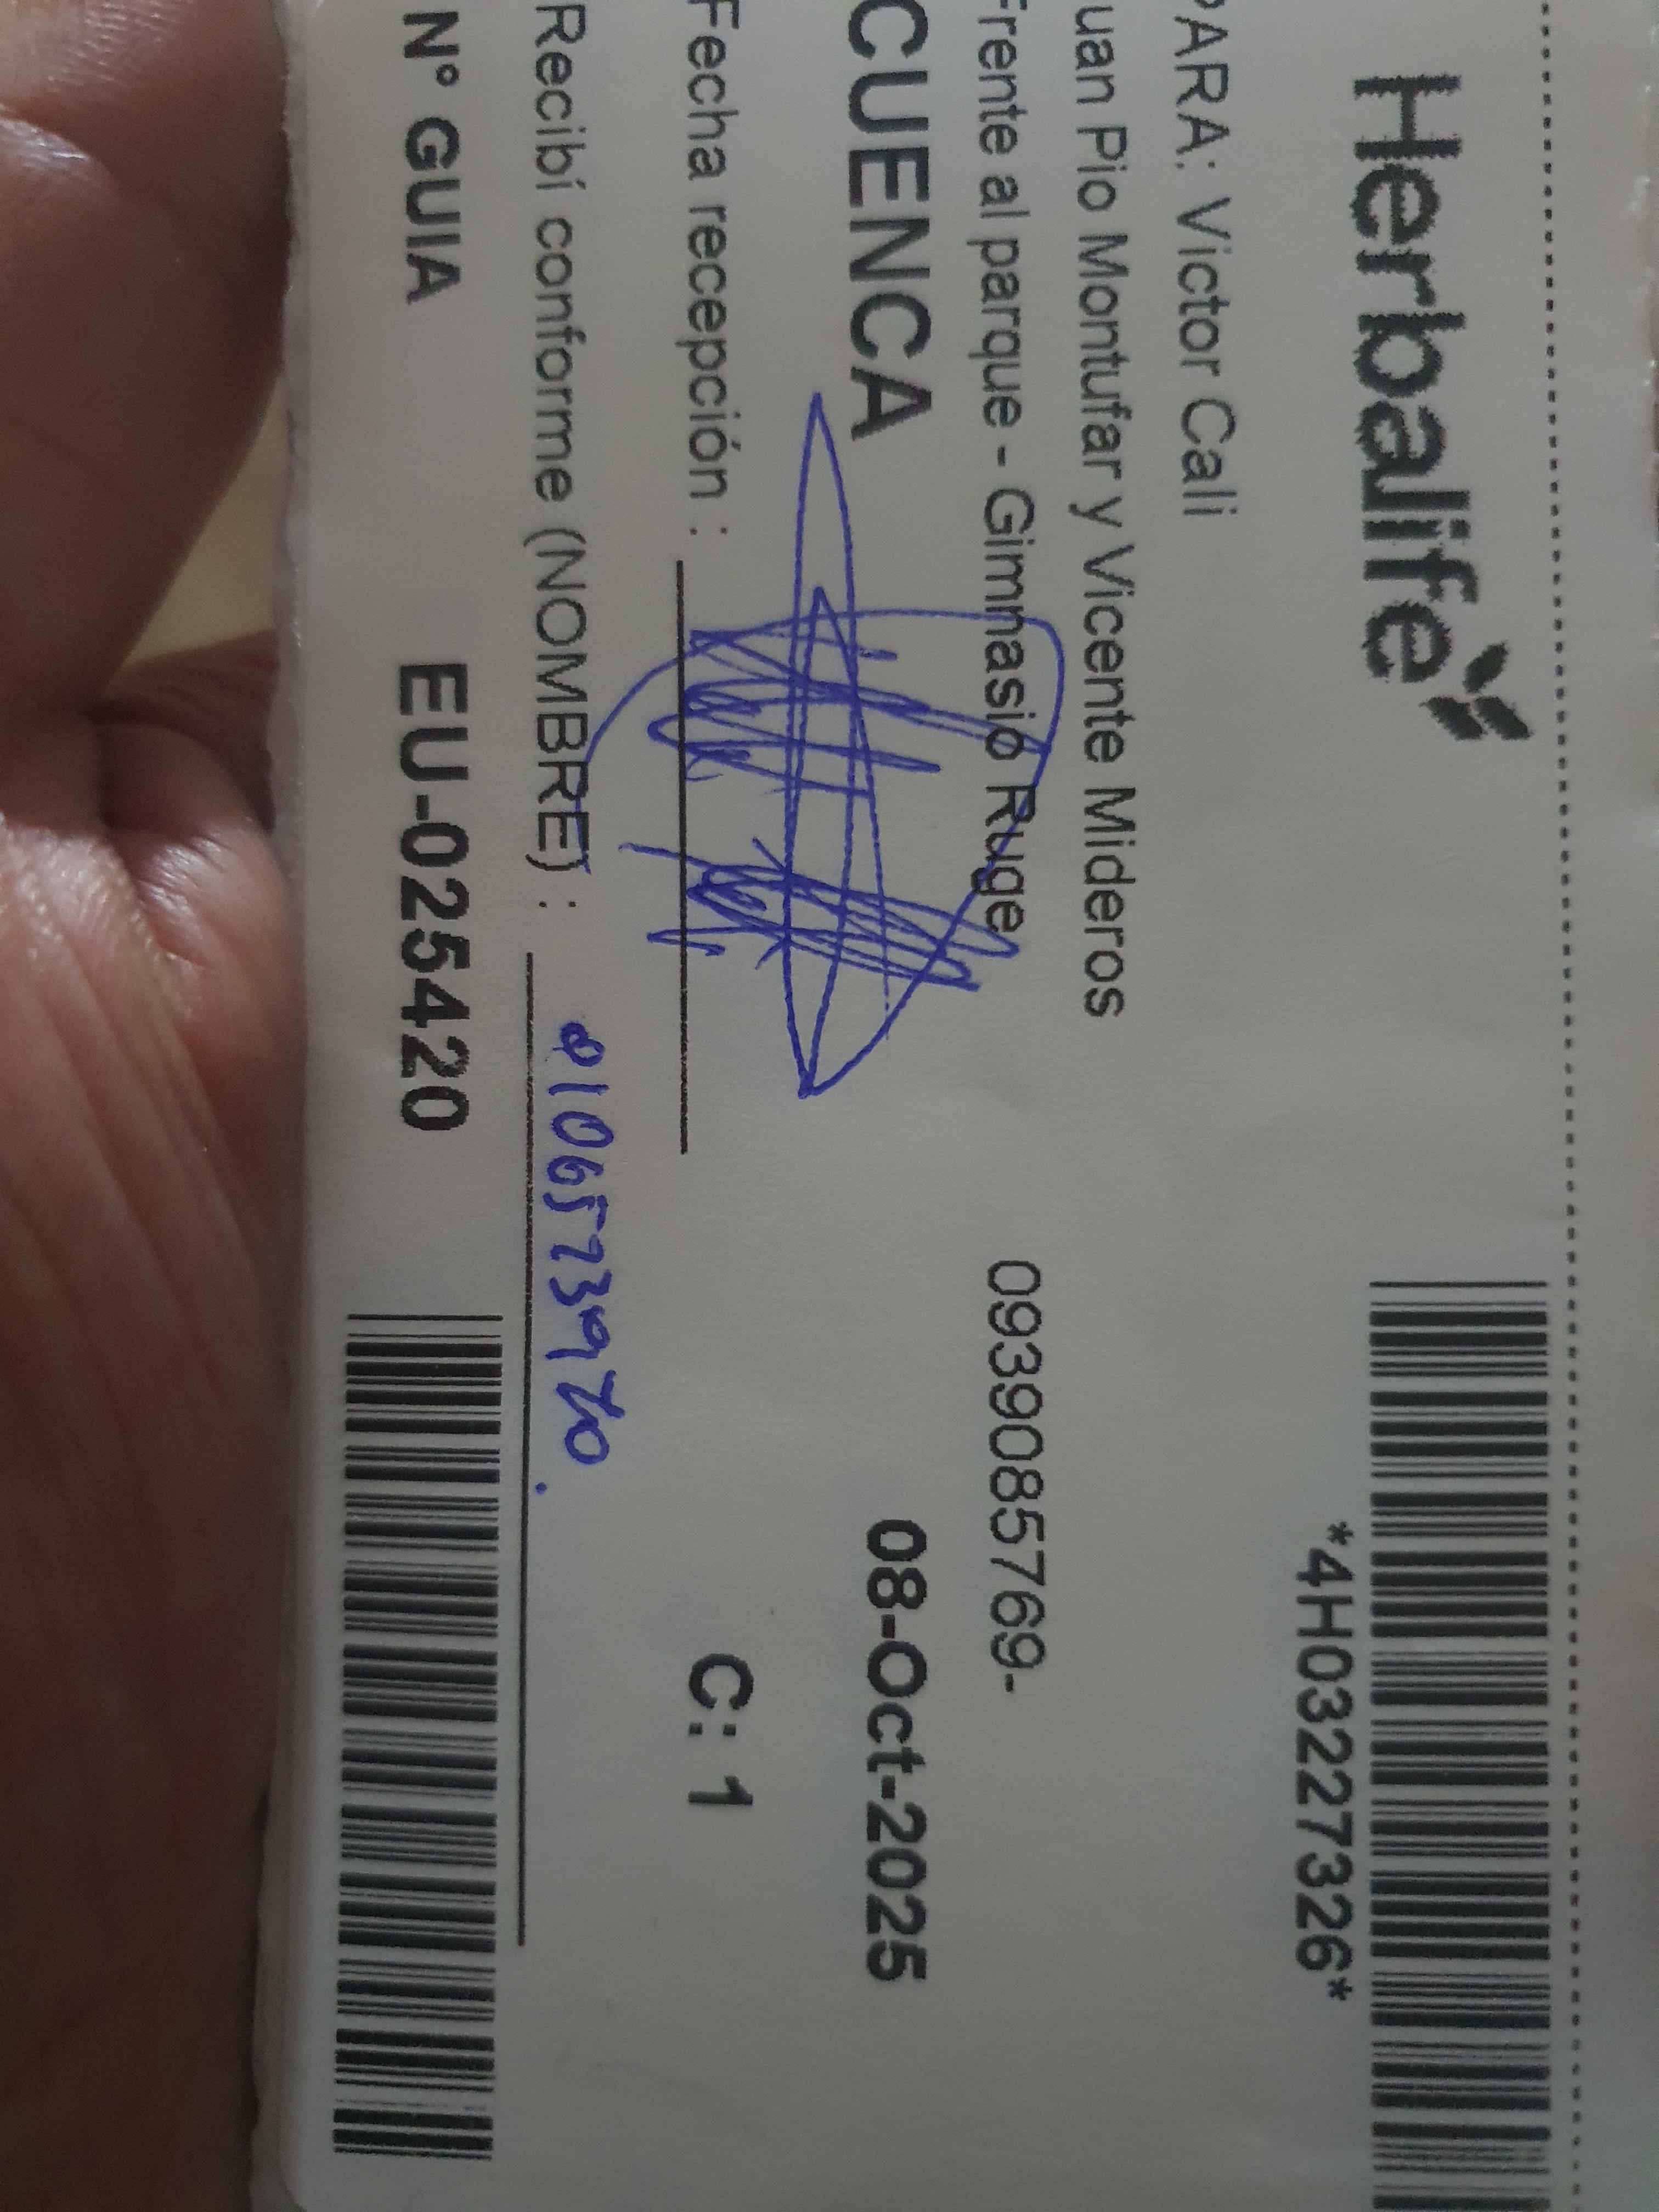 Herbalife
*4H03227326*
PARA: Victor Cali
uan Pio Montufar y Vicente Mideros
Frente al parque - Gimnasio Ruge 0939085769-
CUENCA 08-Oct-2025
Fecha recepción : C: 1
Recibí conforme (NOMBRE) : 0106573970.
N° GUIA EU-025420